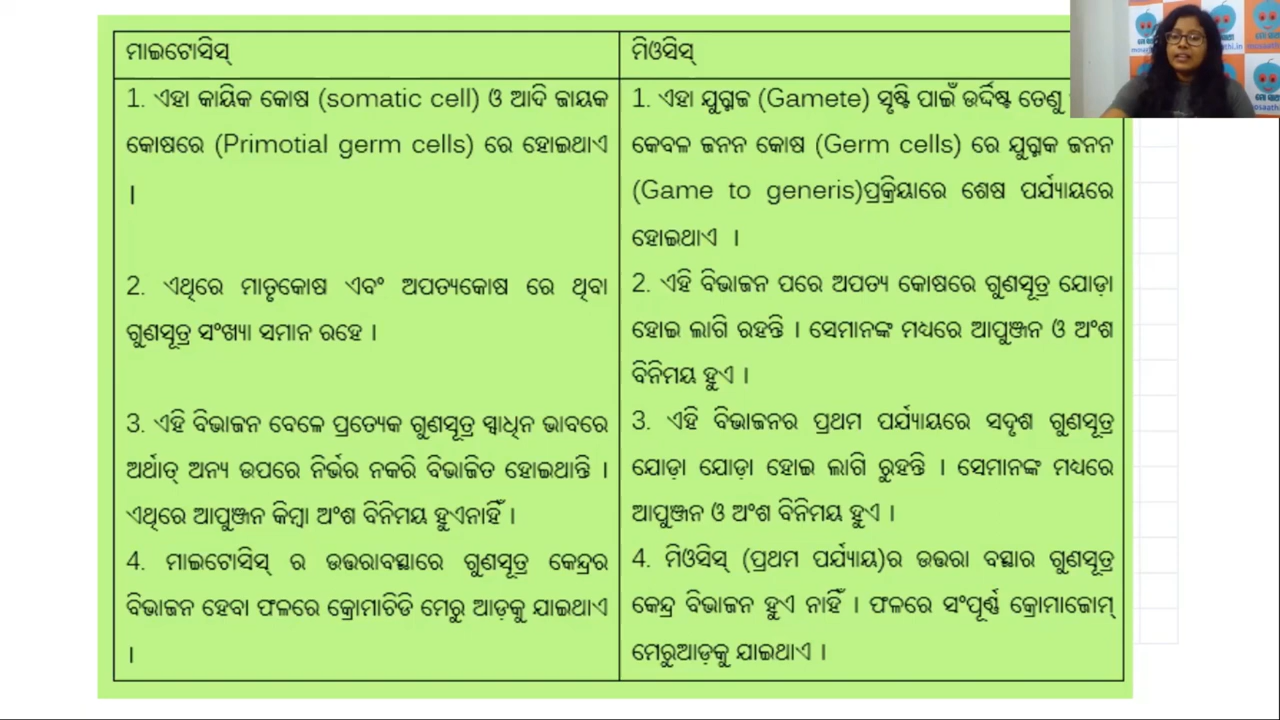 ମାଇଟୋସିସ୍
1. ଏହା କାୟିକ କୋଷ (somatic cell) ଓ ଆଦି ଜାୟକ
କୋଷରେ (Primotial germ cells) ରେ ହୋଇଥାଏ
।
2. ଏଥିରେ ମାତୃକୋଷ ଏବଂ ଅପତ୍ୟକୋଷ ରେ ଥିବା
ଗୁଣସୂତ୍ର ସଂଖ୍ୟା ସମାନ ରହେ ।
3. ଏହି ବିଭାଜନ ବେଳେ ପ୍ରତ୍ୟେକ ଗୁଣସୂତ୍ର ସ୍ୱାଧିନ ଭାବରେ
ଅର୍ଥାତ୍ ଅନ୍ୟ ଉପରେ ନିର୍ଭର ନକରି ବିଭାଜିତ ହୋଇଥାନ୍ତି ।
ଏଥିରେ ଆପୁଞ୍ଜନ କିମ୍ବା ଅଂଶ ବିନିମୟ ହୁଏନାହିଁ ।
4. ମାଇଟୋସିସ୍ ର ଉତ୍ତରାବସ୍ଥାରେ ଗୁଣସୂତ୍ର କେନ୍ଦ୍ରର
ବିଭାଜନ ହେବା ଫଳରେ କ୍ରୋମାଚିଡି ମେରୁ ଆଡ଼କୁ ଯାଇଥାଏ
।
ମିଓସିସ୍
1. ଏହା ଯୁଗ୍ମଜ (Gamete) ସୃଷ୍ଟି ପାଇଁ ଉର୍ଦ୍ଦିଷ୍ଟ ତେଣୁ
କେବଳ ଜନନ କୋଷ (Germ cells) ରେ ଯୁଗ୍ମକ ଜନନ
(Game to generis)ପ୍ରକ୍ରିୟାରେ ଶେଷ ପର୍ଯ୍ୟାୟରେ
ହୋଇଥାଏ ।
2. ଏହି ବିଭାଜନ ପରେ ଅପତ୍ୟ କୋଷରେ ଗୁଣସୂତ୍ର ଯୋଡ଼ା
ହୋଇ ଲାଗି ରହନ୍ତି । ସେମାନଙ୍କ ମଧ୍ୟରେ ଆପୁଞ୍ଜନ ଓ ଅଂଶ
ବିନିମୟ ହୁଏ ।
3. ଏହି ବିଭାଜନର ପ୍ରଥମ ପର୍ଯ୍ୟାୟରେ ସଦୃଶ ଗୁଣସୂତ୍ର
ଯୋଡ଼ା ଯୋଡ଼ା ହୋଇ ଲାଗି ରୁହନ୍ତି । ସେମାନଙ୍କ ମଧ୍ୟରେ
ଆପୁଞ୍ଜନ ଓ ଅଂଶ ବିନିମୟ ହୁଏ ।
4. ମିଓସିସ୍ (ପ୍ରଥମ ପର୍ଯ୍ୟାୟ)ର ଉତ୍ତରା ବସ୍ଥାର ଗୁଣସୂତ୍ର
କେନ୍ଦ୍ର ବିଭାଜନ ହୁଏ ନାହିଁ । ଫଳରେ ସଂପୂର୍ଣ୍ଣ କ୍ରୋମାଜୋମ୍
ମେରୁଆଡ଼କୁ ଯାଇଥାଏ ।